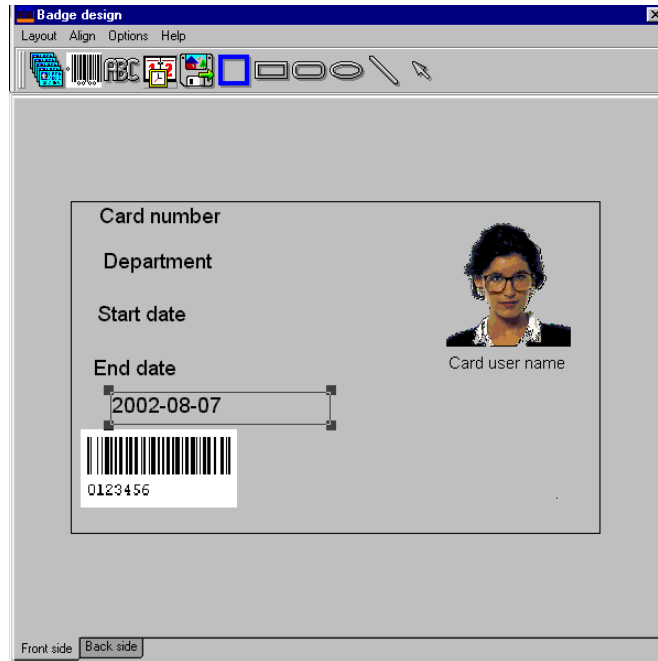 Badge design
Layout Align Options Help
ABC
Card number
Department
Start date
End date
Card user name
2002-08-07
0123456
Front side Back side